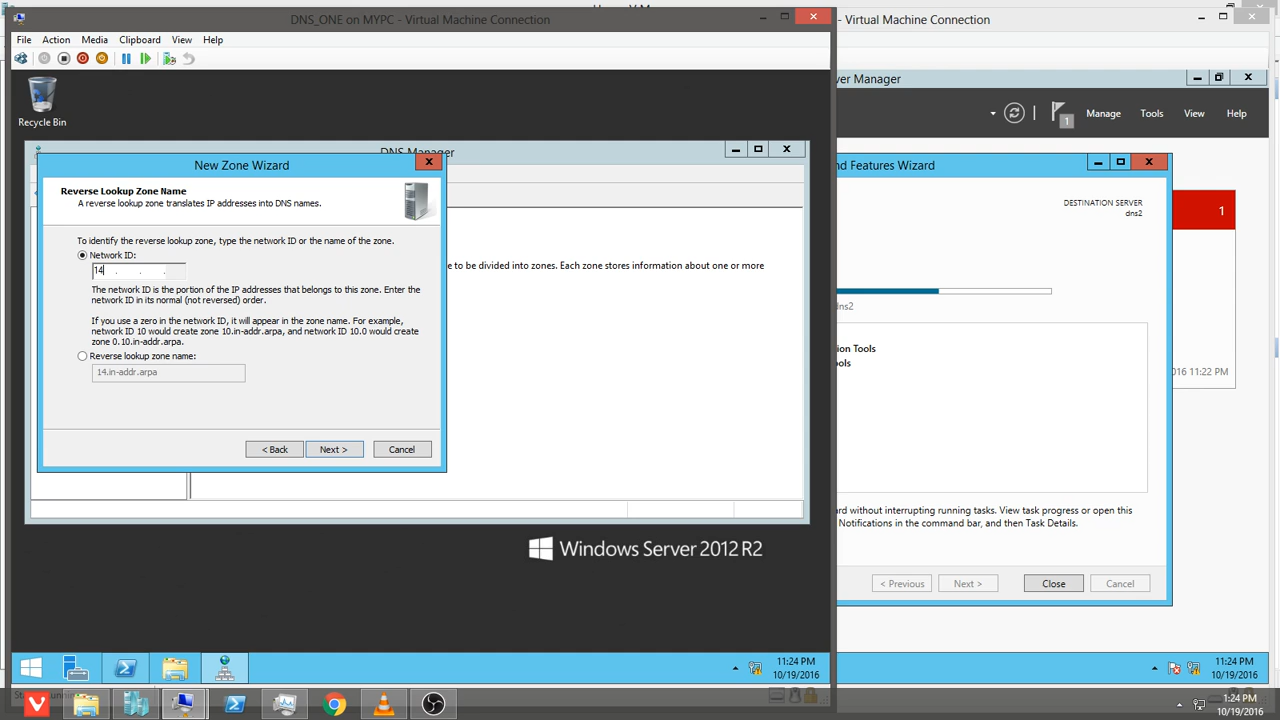 DNS_ONE on MYPC - Virtual Machine Connection
- Virtual Machine Connection
File Action Media Clipboard View Help
Recycle Bin
ver Manager
1
Manage Tools View Help
DNS Manager
New Zone Wizard
Reverse Lookup Zone Name
A reverse lookup zone translates IP addresses into DNS names.
To identify the reverse lookup zone, type the network ID or the name of the zone.
Network ID:
14 . . .
The network ID is the portion of the IP addresses that belongs to this zone. Enter the
network ID in its normal (not reversed) order.
If you use a zero in the network ID, it will appear in the zone name. For example,
network ID 10 would create zone 10.in-addr.arpa, and network ID 10.0 would create
zone 0.10.in-addr.arpa.
Reverse lookup zone name:
14.in-addr.arpa
< Back Next > Cancel
e to be divided into zones. Each zone stores information about one or more
nd Features Wizard
DESTINATION SERVER
dns2
1
dns2
tion Tools
ools
016 11:22 PM
rd without interrupting running tasks. View task progress or open this
Notifications in the command bar, and then Task Details.
< Previous Next > Close Cancel
Windows Server 2012 R2
11:24 PM
10/19/2016
11:24 PM
10/19/2016
1:24 PM
10/19/2016